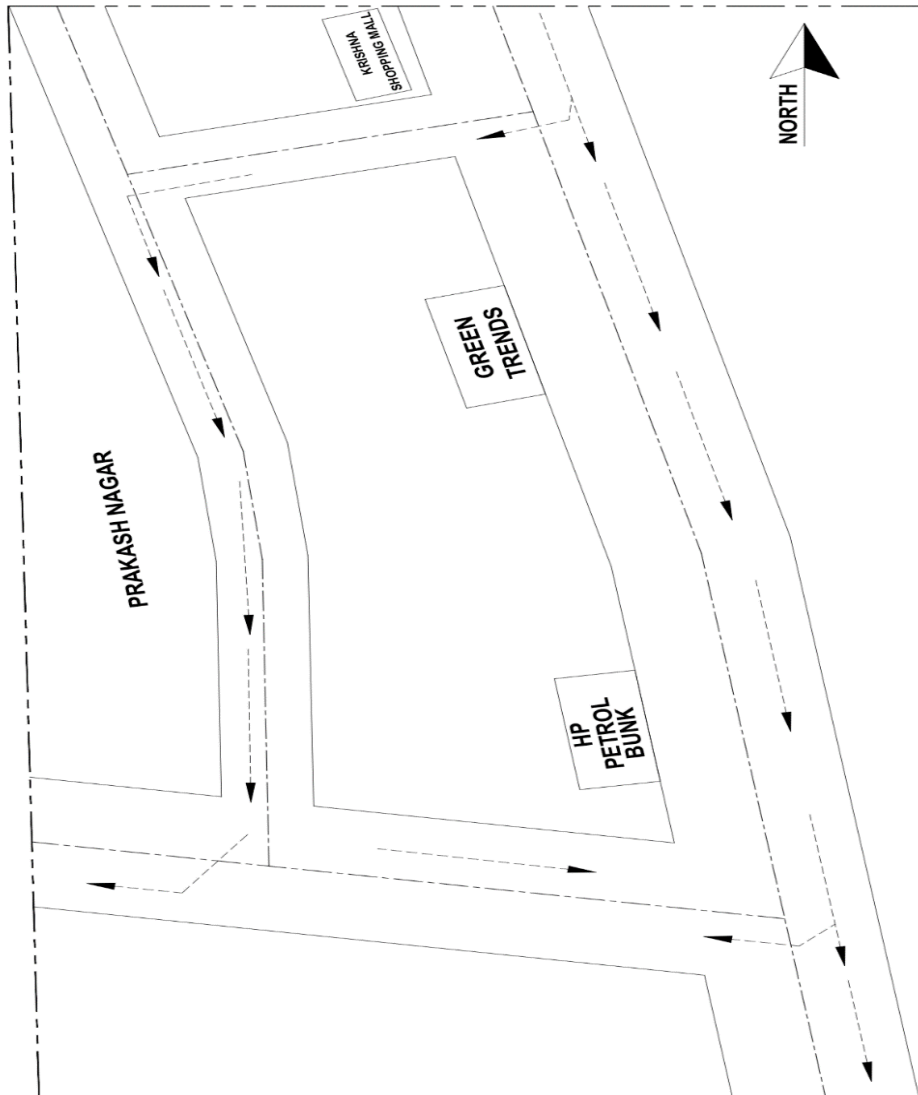 KRISHNA
SHOPPING MALL
NORTH
GREEN
TRENDS
PRAKASH NAGAR
HP
PETROL
BUNK